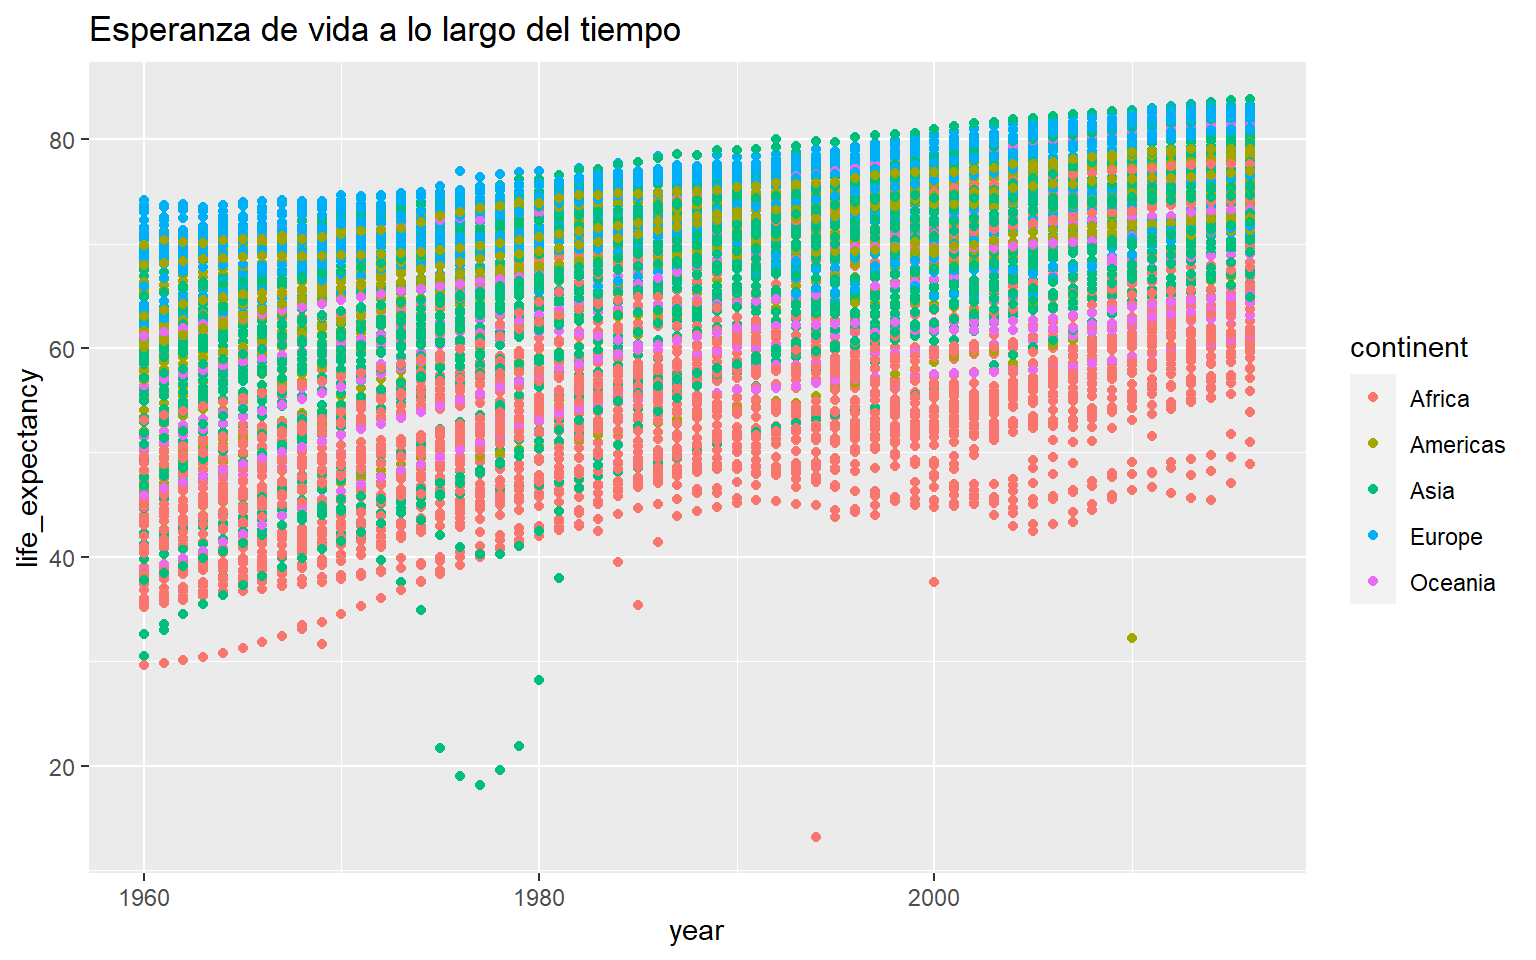 Esperanza de vida a lo largo del tiempo
80
60
40
20
life_expectancy
1960
1980
2000
year
continent
Africa
Americas
Asia
Europe
Oceania